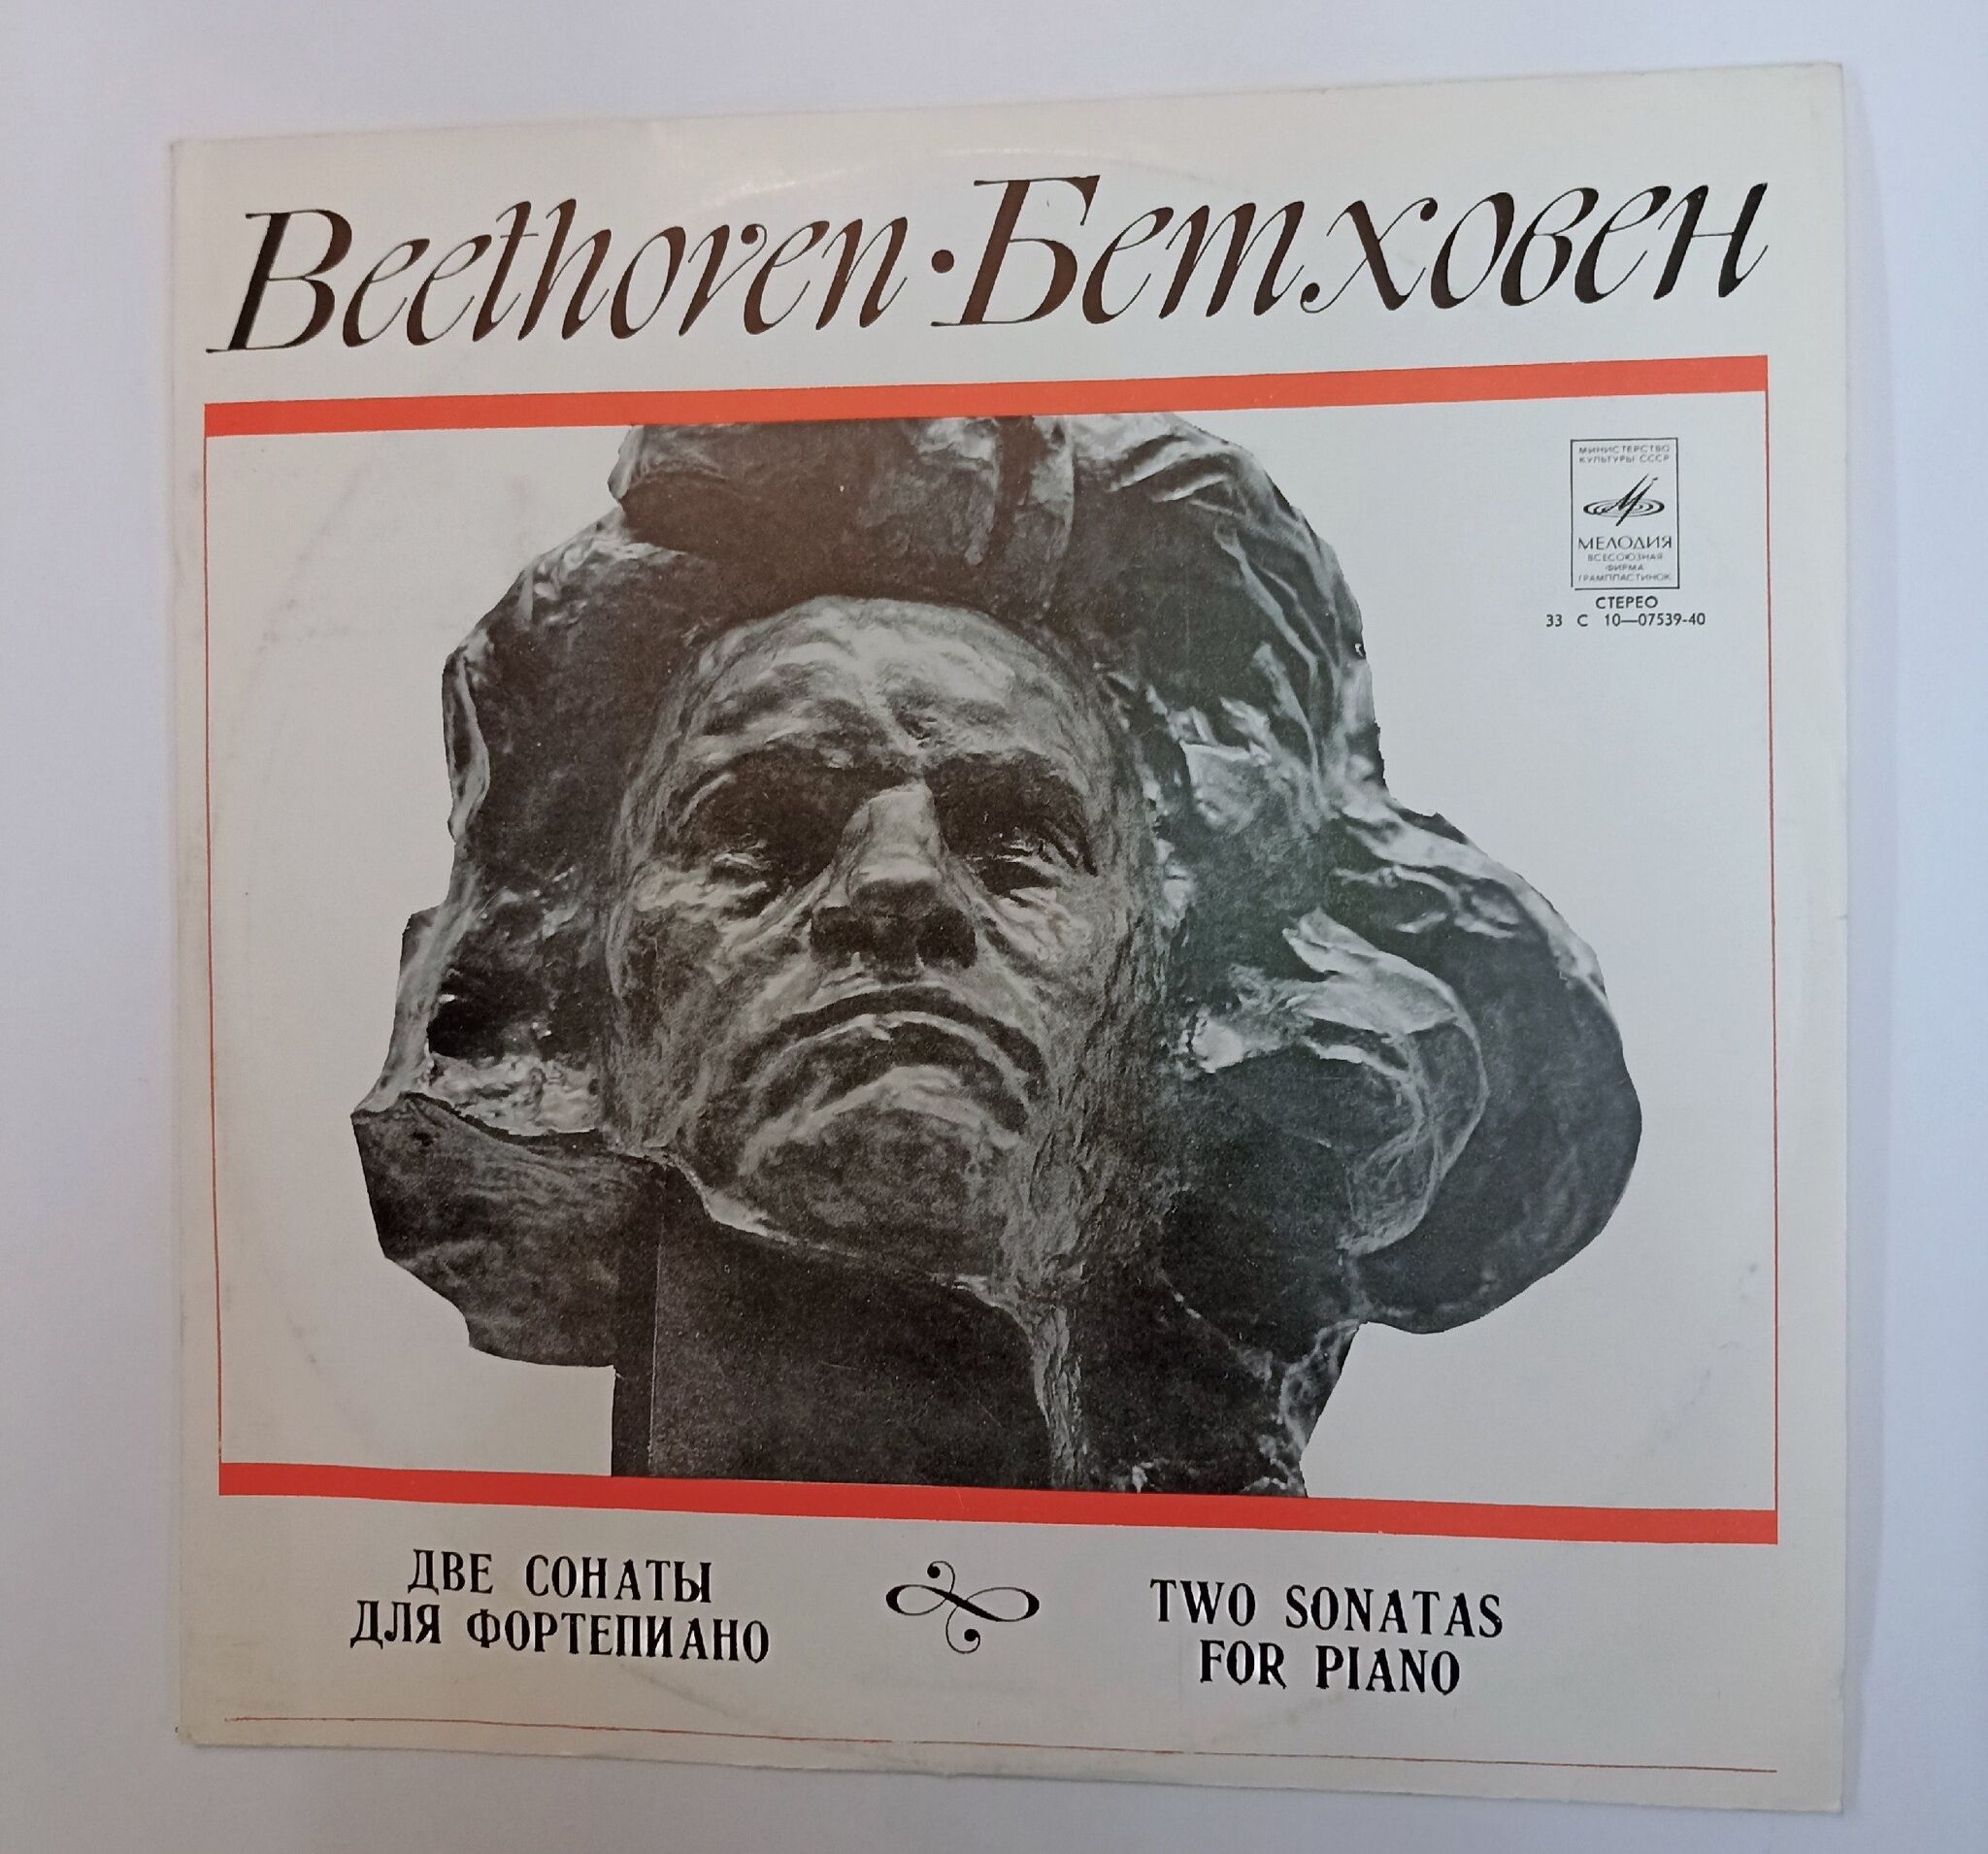 Beethoven · Бетховен
МИНИСТЕРСТВО
КУЛЬТУРЫ СССР
МЕЛОДИЯ
ВСЕСОЮЗНАЯ
ФИРМА
ГРАМПЛАСТИНОК
СТЕРЕО
33 С 10—07539-40
ДВЕ СОНАТЫ
ДЛЯ ФОРТЕПИАНО
TWO SONATAS
FOR PIANO